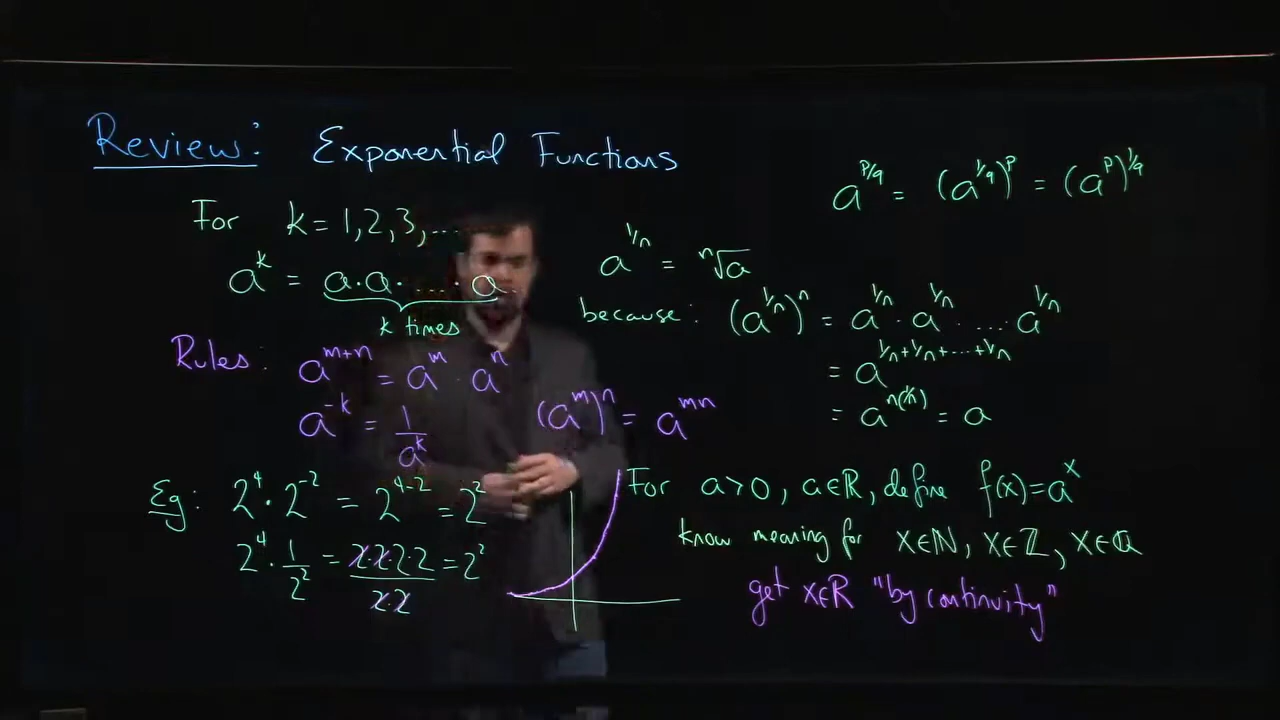 Review: Exponential Functions
For k = 1, 2, 3, ....
a^k = a·a· .... ·a
k times
Rules: a^{m+n} = a^m · a^n
a^{-k} = 1/a^k
(a^m)^n = a^{mn}
Eg: 2^4 · 2^{-2} = 2^{4-2} = 2^2
2^4 · 1/2^2 = 2·2·2·2/2·2 = 2^2
a^{p/q} = (a^{1/q})^p = (a^p)^{1/q}
a^{1/n} = ⁿ√a
because: (a^{1/n})^n = a^{1/n} · a^{1/n} · .... a^{1/n}
= a^{1/n+1/n+...+1/n}
= a^{n(1/n)} = a
For a>0, a∈ℝ, define f(x)=a^x
know meaning for x∈ℕ, x∈ℤ, x∈ℚ
get x∈ℝ "by continuity"